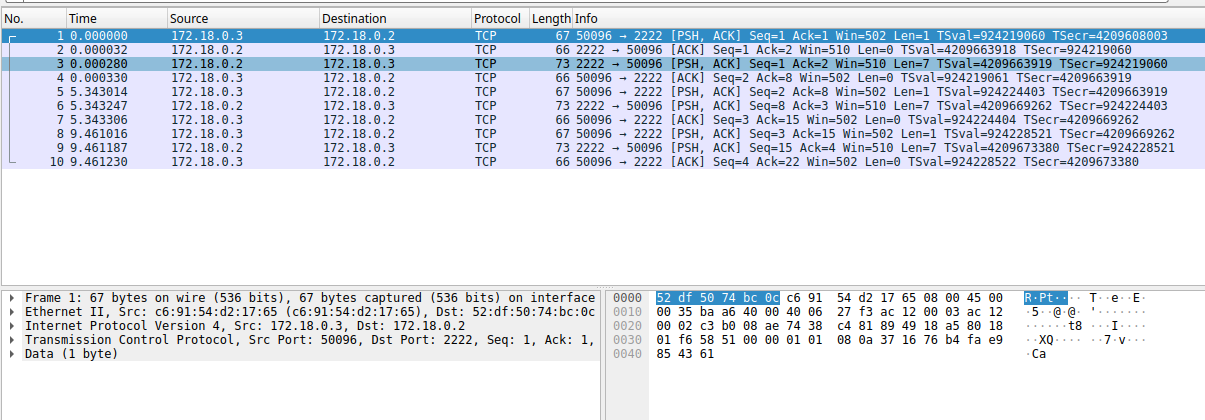 No. Time Source Destination Protocol Length Info
1 0.000000 172.18.0.3 172.18.0.2 TCP 67 50096 → 2222 [PSH, ACK] Seq=1 Ack=1 Win=502 Len=1 TSval=924219060 TSecr=4209608003
2 0.000032 172.18.0.2 172.18.0.3 TCP 66 2222 → 50096 [ACK] Seq=1 Ack=2 Win=510 Len=0 TSval=4209663918 TSecr=924219060
3 0.000280 172.18.0.2 172.18.0.3 TCP 73 2222 → 50096 [PSH, ACK] Seq=1 Ack=2 Win=510 Len=7 TSval=4209663919 TSecr=924219060
4 0.000330 172.18.0.3 172.18.0.2 TCP 66 50096 → 2222 [ACK] Seq=2 Ack=8 Win=502 Len=0 TSval=924219061 TSecr=4209663919
5 5.343014 172.18.0.3 172.18.0.2 TCP 67 50096 → 2222 [PSH, ACK] Seq=2 Ack=8 Win=502 Len=1 TSval=924224403 TSecr=4209663919
6 5.343247 172.18.0.2 172.18.0.3 TCP 73 2222 → 50096 [PSH, ACK] Seq=8 Ack=3 Win=510 Len=7 TSval=4209669262 TSecr=924224403
7 5.343306 172.18.0.3 172.18.0.2 TCP 66 50096 → 2222 [ACK] Seq=3 Ack=15 Win=502 Len=0 TSval=924224404 TSecr=4209669262
8 9.461016 172.18.0.3 172.18.0.2 TCP 67 50096 → 2222 [PSH, ACK] Seq=3 Ack=15 Win=502 Len=1 TSval=924228521 TSecr=4209669262
9 9.461187 172.18.0.2 172.18.0.3 TCP 73 2222 → 50096 [PSH, ACK] Seq=15 Ack=4 Win=510 Len=7 TSval=4209673380 TSecr=924228521
10 9.461230 172.18.0.3 172.18.0.2 TCP 66 50096 → 2222 [ACK] Seq=4 Ack=22 Win=502 Len=0 TSval=924228522 TSecr=4209673380
Frame 1: 67 bytes on wire (536 bits), 67 bytes captured (536 bits) on interface
Ethernet II, Src: c6:91:54:d2:17:65 (c6:91:54:d2:17:65), Dst: 52:df:50:74:bc:0c
Internet Protocol Version 4, Src: 172.18.0.3, Dst: 172.18.0.2
Transmission Control Protocol, Src Port: 50096, Dst Port: 2222, Seq: 1, Ack: 1,
Data (1 byte)
0000 52 df 50 74 bc 0c c6 91 54 d2 17 65 08 00 45 00 R·Pt···· T··e··E·
0010 00 35 ba a6 40 00 40 06 27 f3 ac 12 00 03 ac 12 ·5··@·@· '·······
0020 00 02 c3 b0 08 ae 74 38 c4 81 89 49 18 a5 80 18 ······t8 ···I····
0030 01 f6 58 51 00 00 01 01 08 0a 37 16 76 b4 fa e9 ··XQ···· ··7·v···
0040 85 43 61 ·Ca